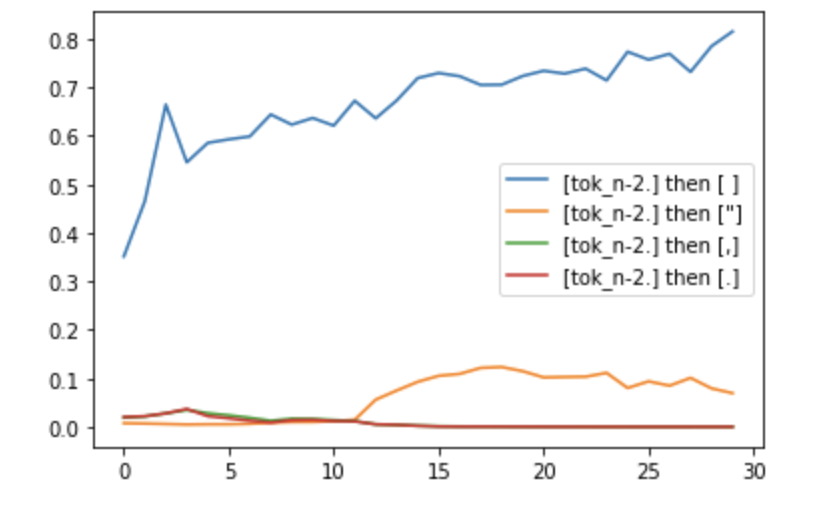 0.8
0.7
0.6
0.5
0.4
0.3
0.2
0.1
0.0
[tok_n-2.] then [ ]
[tok_n-2.] then ["]
[tok_n-2.] then [,]
[tok_n-2.] then [.]
0 5 10 15 20 25 30